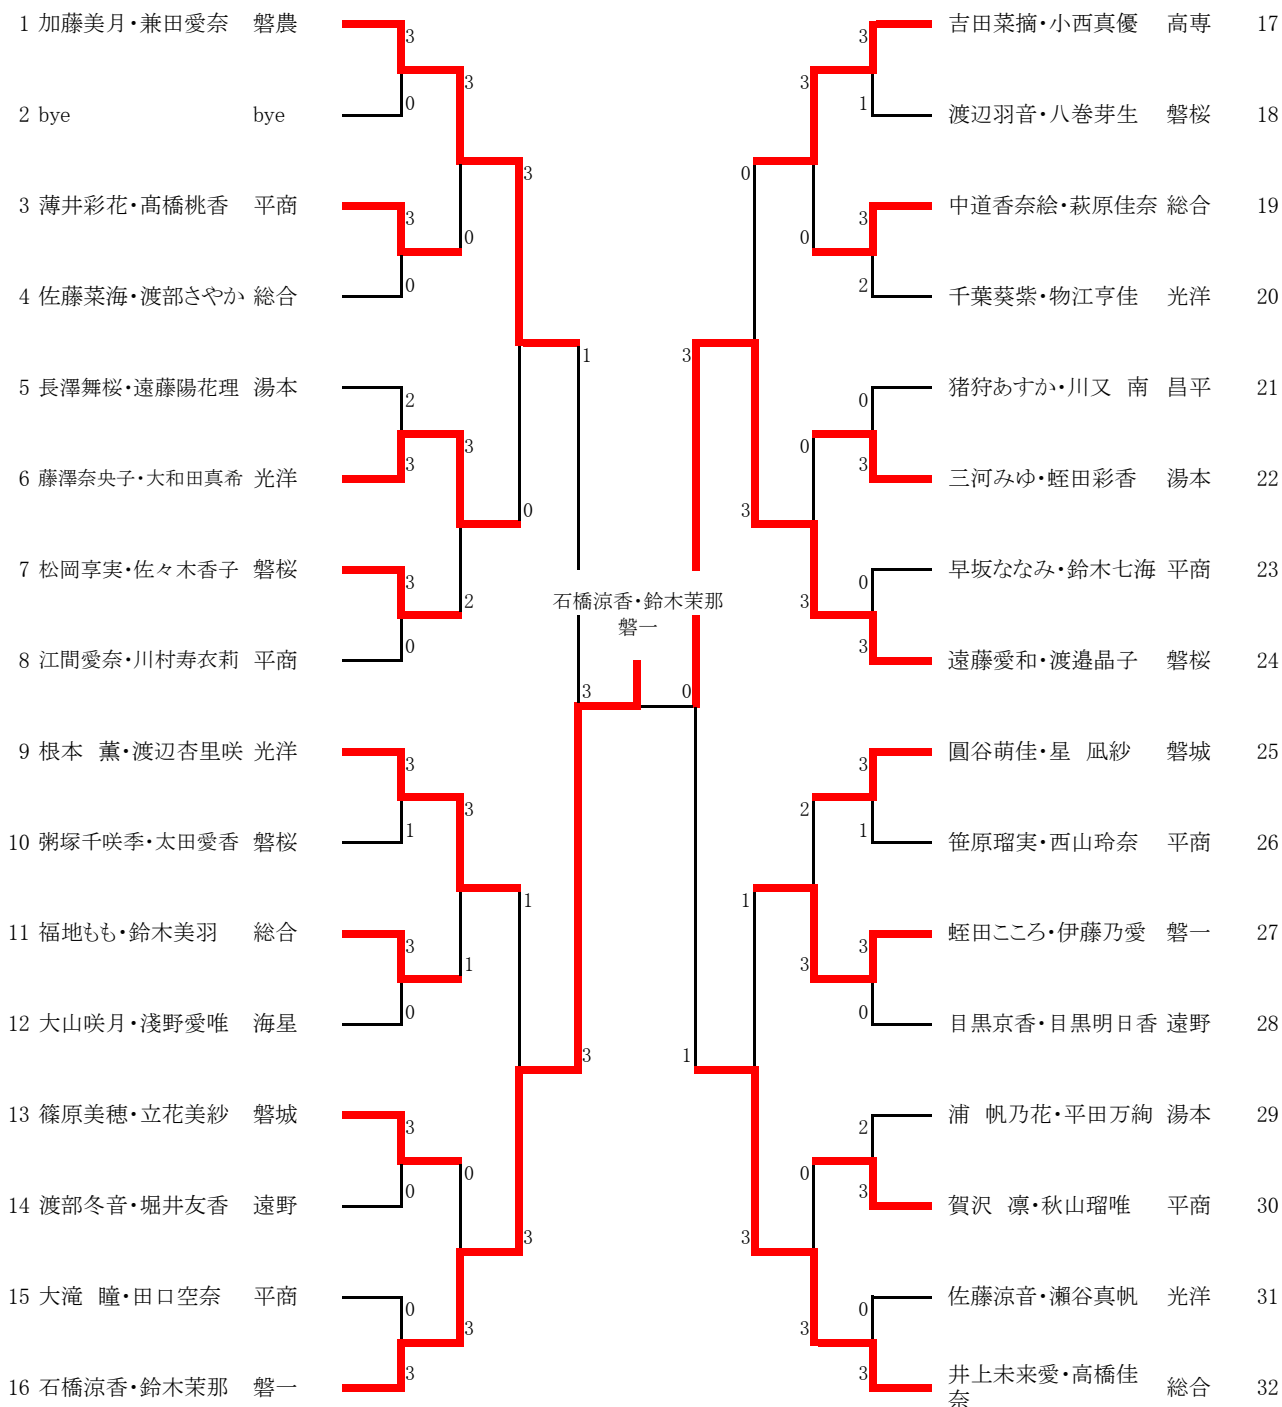 1 加藤美月・兼田愛奈 磐農
2 bye bye
3 薄井彩花・髙橋桃香 平商
4 佐藤菜海・渡部さやか 総合
5 長澤舞桜・遠藤陽花理 湯本
6 藤澤奈央子・大和田真希 光洋
7 松岡享実・佐々木香子 磐桜
8 江間愛奈・川村寿衣莉 平商
9 根本 薫・渡辺杏里咲 光洋
10 粥塚千咲季・太田愛香 磐桜
11 福地もも・鈴木美羽 総合
12 大山咲月・淺野愛唯 海星
13 篠原美穂・立花美紗 磐城
14 渡部冬音・堀井友香 遠野
15 大滝 瞳・田口空奈 平商
16 石橋涼香・鈴木茉那 磐一
3
0
3
0
2
3
3
0
3
1
3
0
3
0
0
3
3
0
3
2
3
1
0
3
3
0
1
3
1
3
3
0
石橋涼香・鈴木茉那
磐一
3
1
3
0
3
3
0
2
3
1
3
0
0
3
0
3
2
3
0
3
3
1
3
2
0
3
0
3
3
1
3
0
2
3
0
3
吉田菜摘・小西真優 高専 17
渡辺羽音・八巻芽生 磐桜 18
中道香奈絵・萩原佳奈 総合 19
千葉葵紫・物江亨佳 光洋 20
猪狩あすか・川又 南 昌平 21
三河みゆ・蛭田彩香 湯本 22
早坂ななみ・鈴木七海 平商 23
遠藤愛和・渡邉晶子 磐桜 24
圓谷萌佳・星 凪紗 磐城 25
笹原瑠実・西山玲奈 平商 26
蛭田こころ・伊藤乃愛 磐一 27
目黒京香・目黒明日香 遠野 28
浦 帆乃花・平田万絢 湯本 29
賀沢 凛・秋山瑠唯 平商 30
佐藤涼音・瀬谷真帆 光洋 31
井上未来愛・高橋佳
奈 総合 32